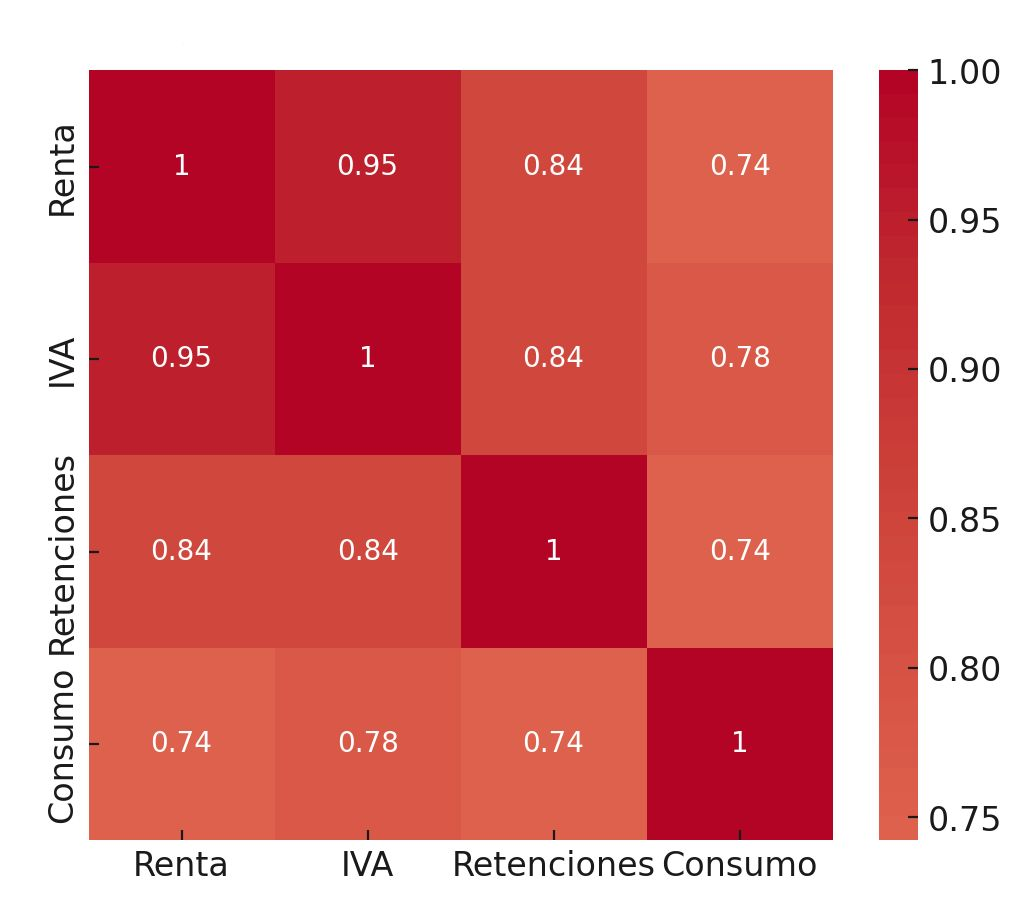 Renta 1 0.95 0.84 0.74
IVA 0.95 1 0.84 0.78
Retenciones 0.84 0.84 1 0.74
Consumo 0.74 0.78 0.74 1
Renta IVA Retenciones Consumo
1.00
0.95
0.90
0.85
0.80
0.75